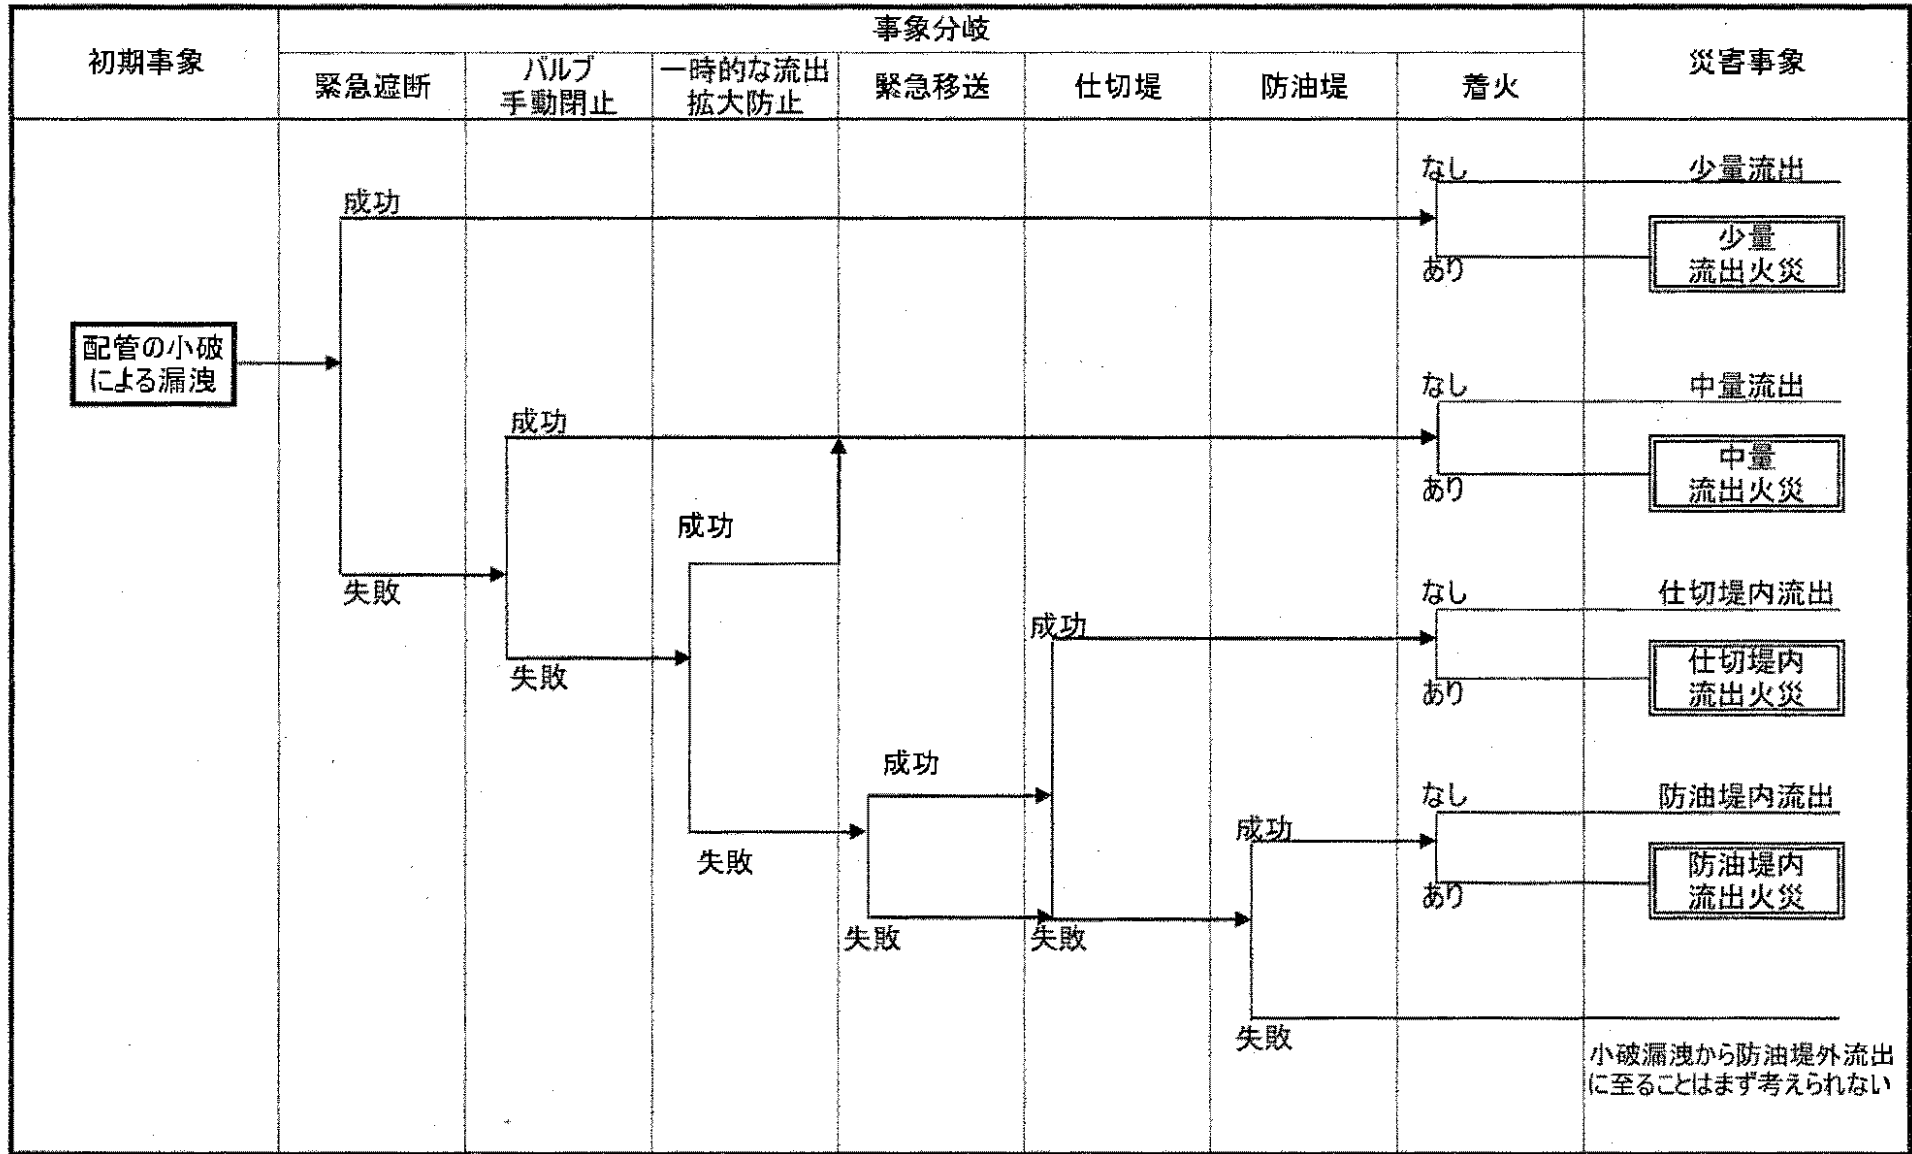 初期事象
事象分岐
災害事象
緊急遮断
バルブ
手動閉止
一時的な流出
拡大防止
緊急移送
仕切堤
防油堤
着火
なし
少量流出
成功
少量
流出火災
あり
配管の小破
による漏洩
なし
中量流出
成功
中量
流出火災
あり
成功
失敗
なし
仕切堤内流出
成功
失敗
仕切堤内
流出火災
あり
成功
なし
防油堤内流出
成功
失敗
防油堤内
流出火災
あり
失敗
失敗
失敗
小破漏洩から防油堤外流出
に至ることはまず考えられない